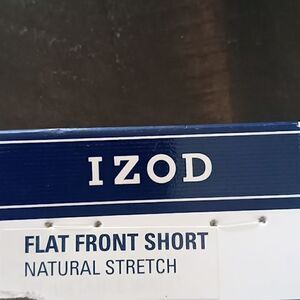 IZOD
FLAT FRONT SHORT
NATURAL STRETCH